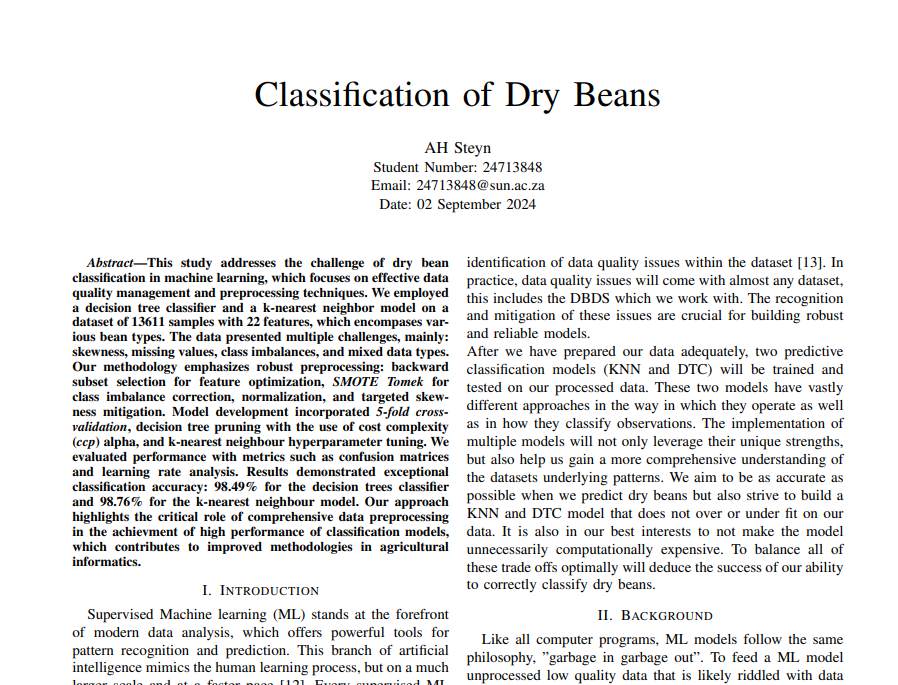 Classification of Dry Beans
AH Steyn
Student Number: 24713848
Email: 24713848@sun.ac.za
Date: 02 September 2024
Abstract—This study addresses the challenge of dry bean
classification in machine learning, which focuses on effective data
quality management and preprocessing techniques. We employed
a decision tree classifier and a k-nearest neighbor model on a
dataset of 13611 samples with 22 features, which encompasses var-
ious bean types. The data presented multiple challenges, mainly:
skewness, missing values, class imbalances, and mixed data types.
Our methodology emphasizes robust preprocessing: backward
subset selection for feature optimization, SMOTE Tomek for
class imbalance correction, normalization, and targeted skew-
ness mitigation. Model development incorporated 5-fold cross-
validation, decision tree pruning with the use of cost complexity
(ccp) alpha, and k-nearest neighbour hyperparameter tuning. We
evaluated performance with metrics such as confusion matrices
and learning rate analysis. Results demonstrated exceptional
classification accuracy: 98.49% for the decision trees classifier
and 98.76% for the k-nearest neighbour model. Our approach
highlights the critical role of comprehensive data preprocessing
in the achievment of high performance of classification models,
which contributes to improved methodologies in agricultural
informatics.
I. INTRODUCTION
Supervised Machine learning (ML) stands at the forefront
of modern data analysis, which offers powerful tools for
pattern recognition and prediction. This branch of artificial
intelligence mimics the human learning process, but on a much
larger scale and at a faster pace [12]. Every supervised ML
identification of data quality issues within the dataset [13]. In
practice, data quality issues will come with almost any dataset,
this includes the DBDS which we work with. The recognition
and mitigation of these issues are crucial for building robust
and reliable models.
After we have prepared our data adequately, two predictive
classification models (KNN and DTC) will be trained and
tested on our processed data. These two models have vastly
different approaches in the way in which they operate as well
as in how they classify observations. The implementation of
multiple models will not only leverage their unique strengths,
but also help us gain a more comprehensive understanding of
the datasets underlying patterns. We aim to be as accurate as
possible when we predict dry beans but also strive to build a
KNN and DTC model that does not over or under fit on our
data. It is also in our best interests to not make the model
unnecessarily computationally expensive. To balance all of
these trade offs optimally will deduce the success of our ability
to correctly classify dry beans.
II. BACKGROUND
Like all computer programs, ML models follow the same
philosophy, ”garbage in garbage out”. To feed a ML model
unprocessed low quality data that is likely riddled with data